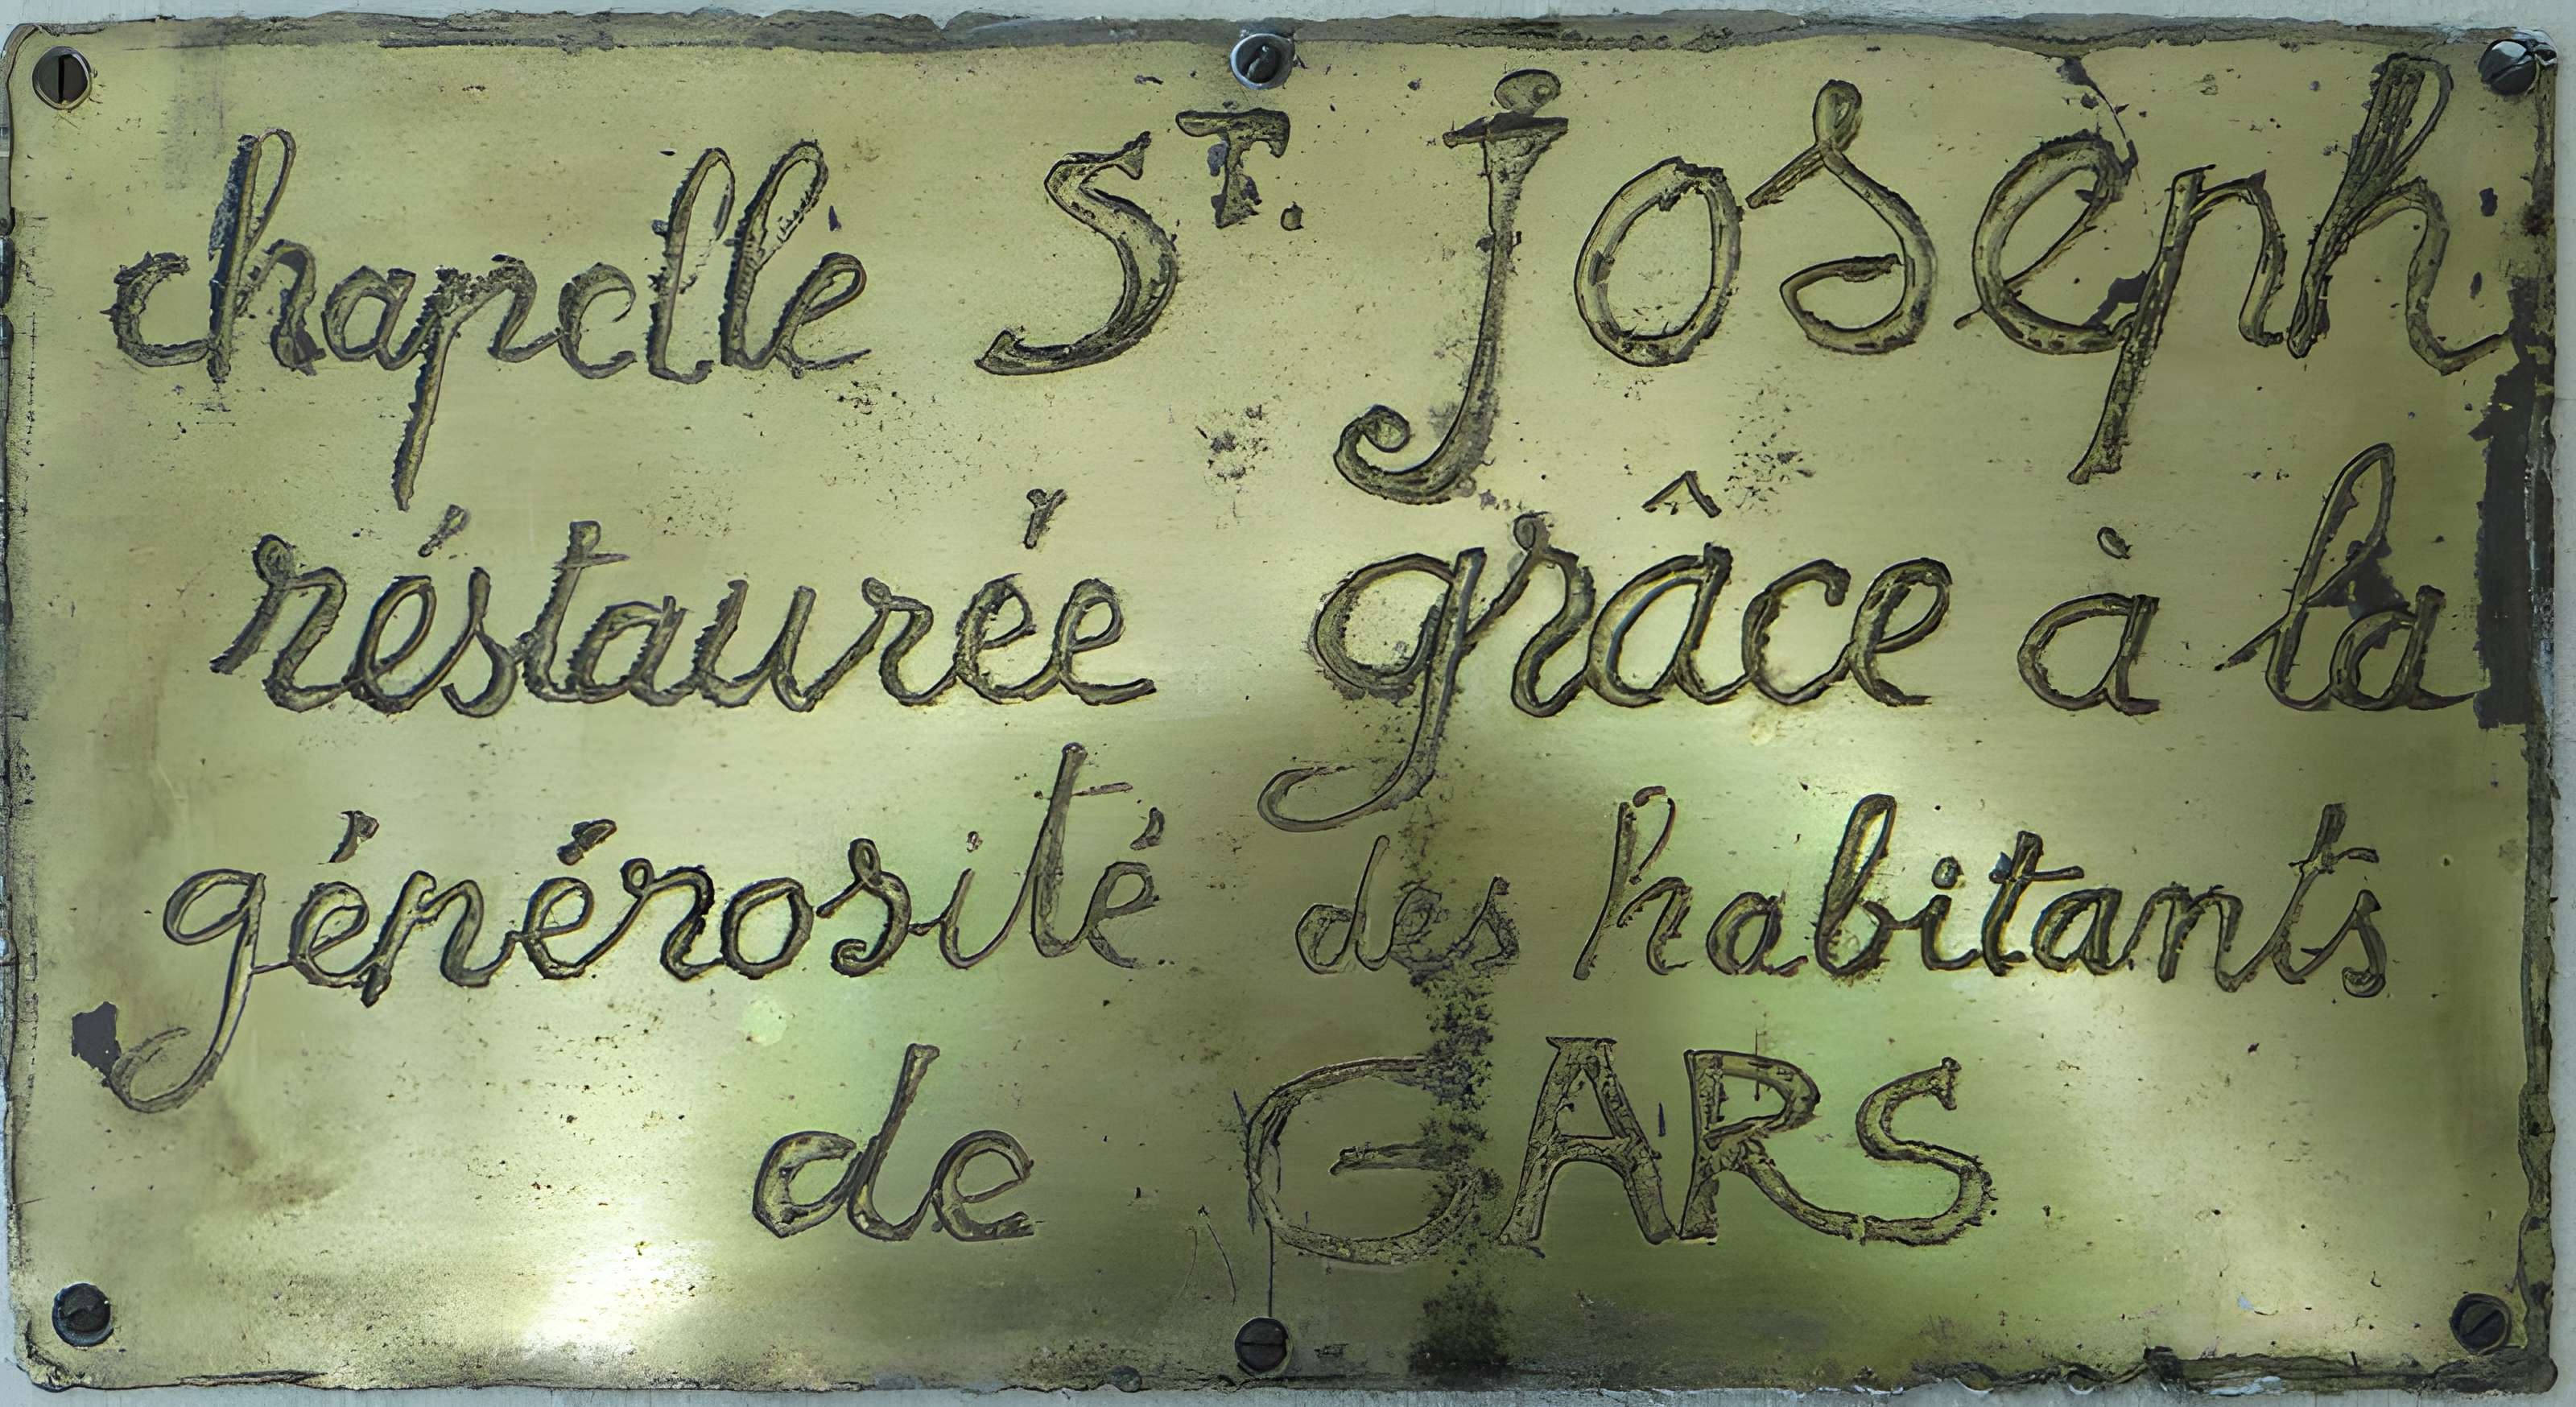 chapelle ST. Joseph
réstaurée grâce à la
générosité des habitants
de GARS